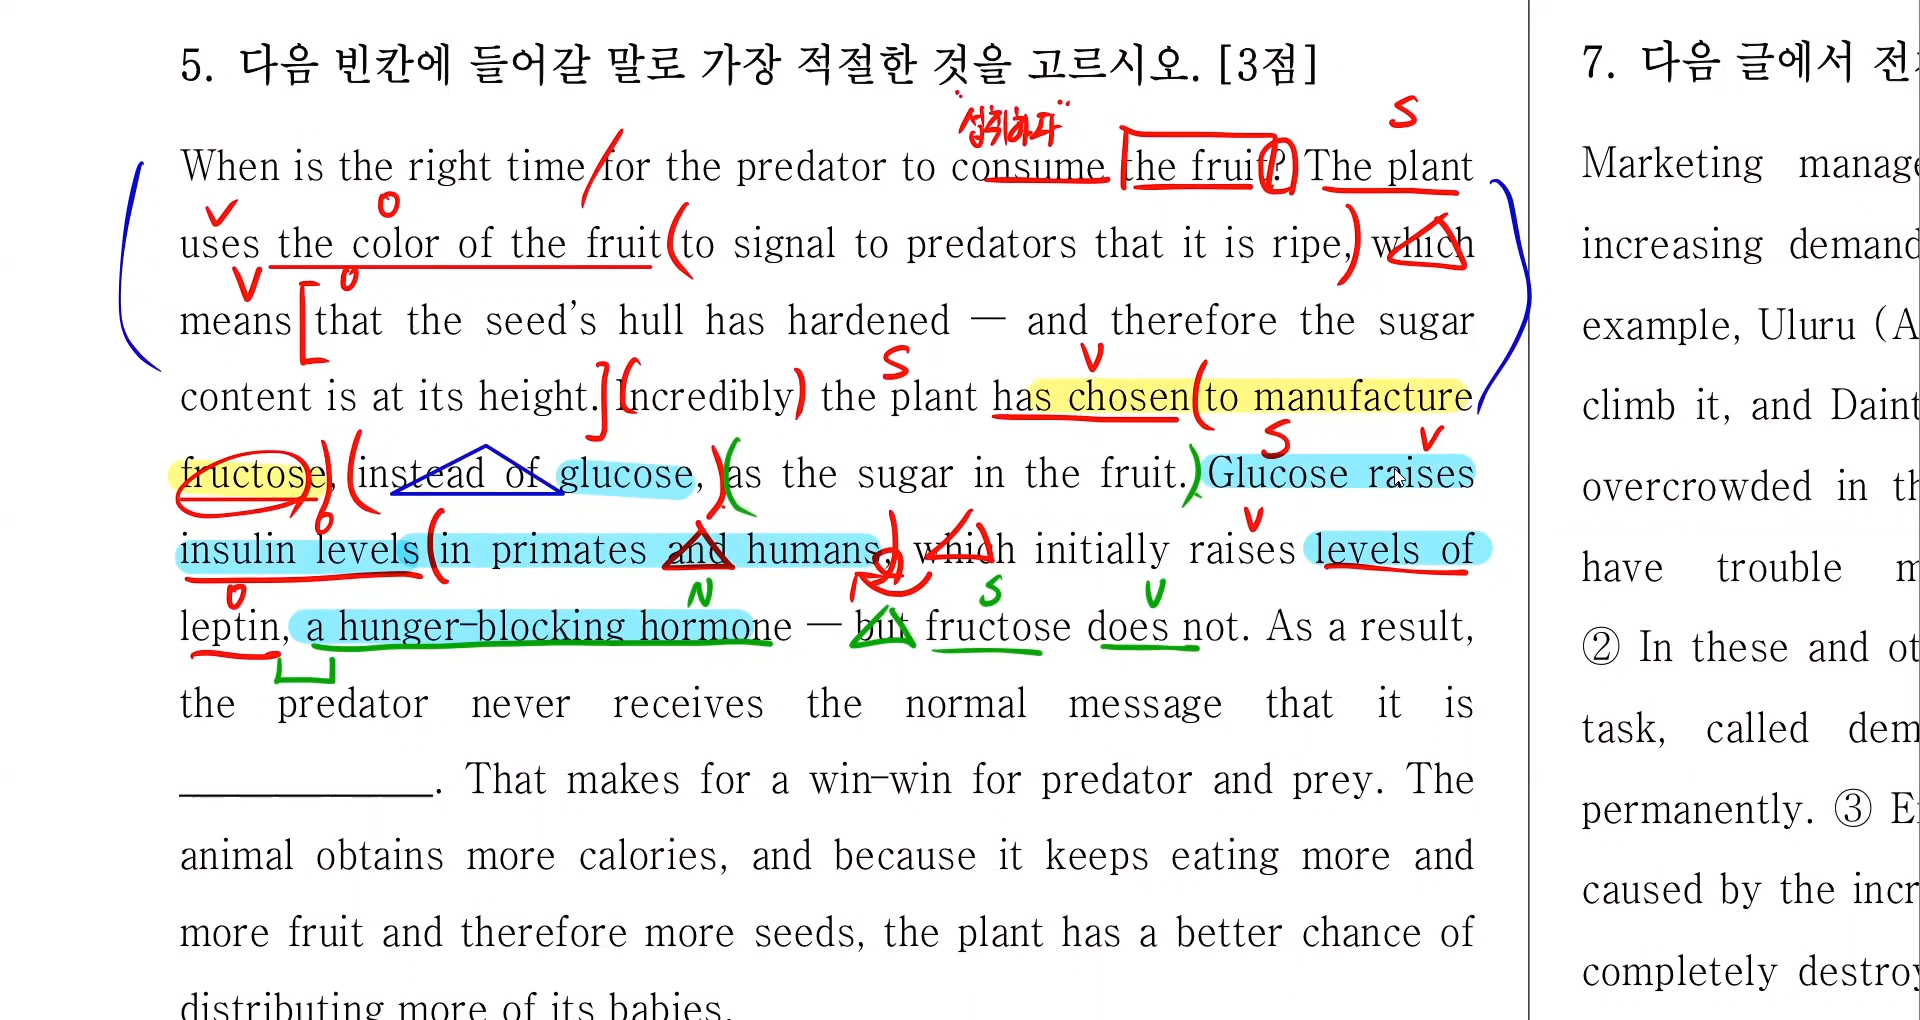 5. 다음 빈칸에 들어갈 말로 가장 적절한 것을 고르시오. [3점]
"섭취하다"
S
When is the right time for the predator to consume the fruit? The plant
V O
uses the color of the fruit to signal to predators that it is ripe, which
V O
means that the seed's hull has hardened — and therefore the sugar
S V
content is at its height. Incredibly, the plant has chosen to manufacture
S V
fructose, instead of glucose, as the sugar in the fruit. Glucose raises
O V
insulin levels in primates and humans, which initially raises levels of
O N S V
leptin, a hunger-blocking hormone — but fructose does not. As a result,
the predator never receives the normal message that it is
____________. That makes for a win-win for predator and prey. The
animal obtains more calories, and because it keeps eating more and
more fruit and therefore more seeds, the plant has a better chance of
distributing more of its babies.
7. 다음 글에서 전
Marketing manage
increasing demand
example, Uluru (A
climb it, and Daint
overcrowded in th
have trouble m
② In these and ot
task, called dem
permanently. ③ E
caused by the incr
completely destroy